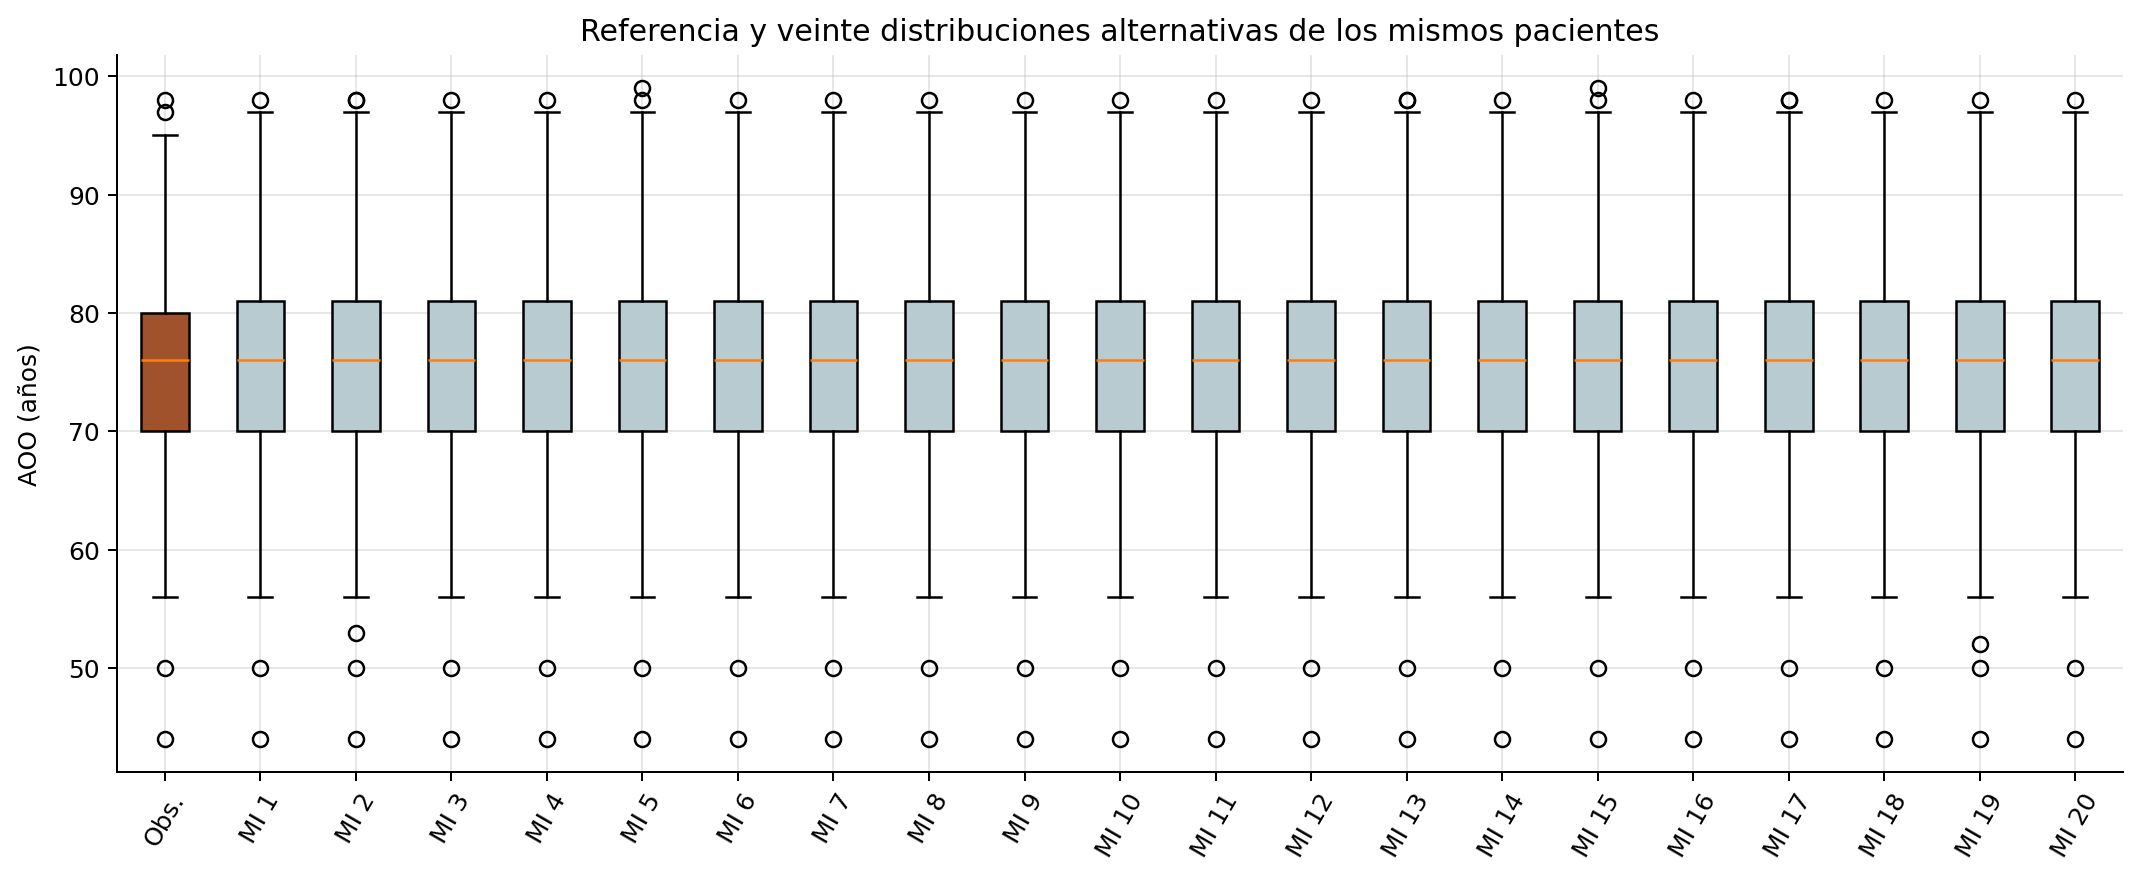 Referencia y veinte distribuciones alternativas de los mismos pacientes
AOO (años)
100
90
80
70
60
50
Obs.
MI 1
MI 2
MI 3
MI 4
MI 5
MI 6
MI 7
MI 8
MI 9
MI 10
MI 11
MI 12
MI 13
MI 14
MI 15
MI 16
MI 17
MI 18
MI 19
MI 20